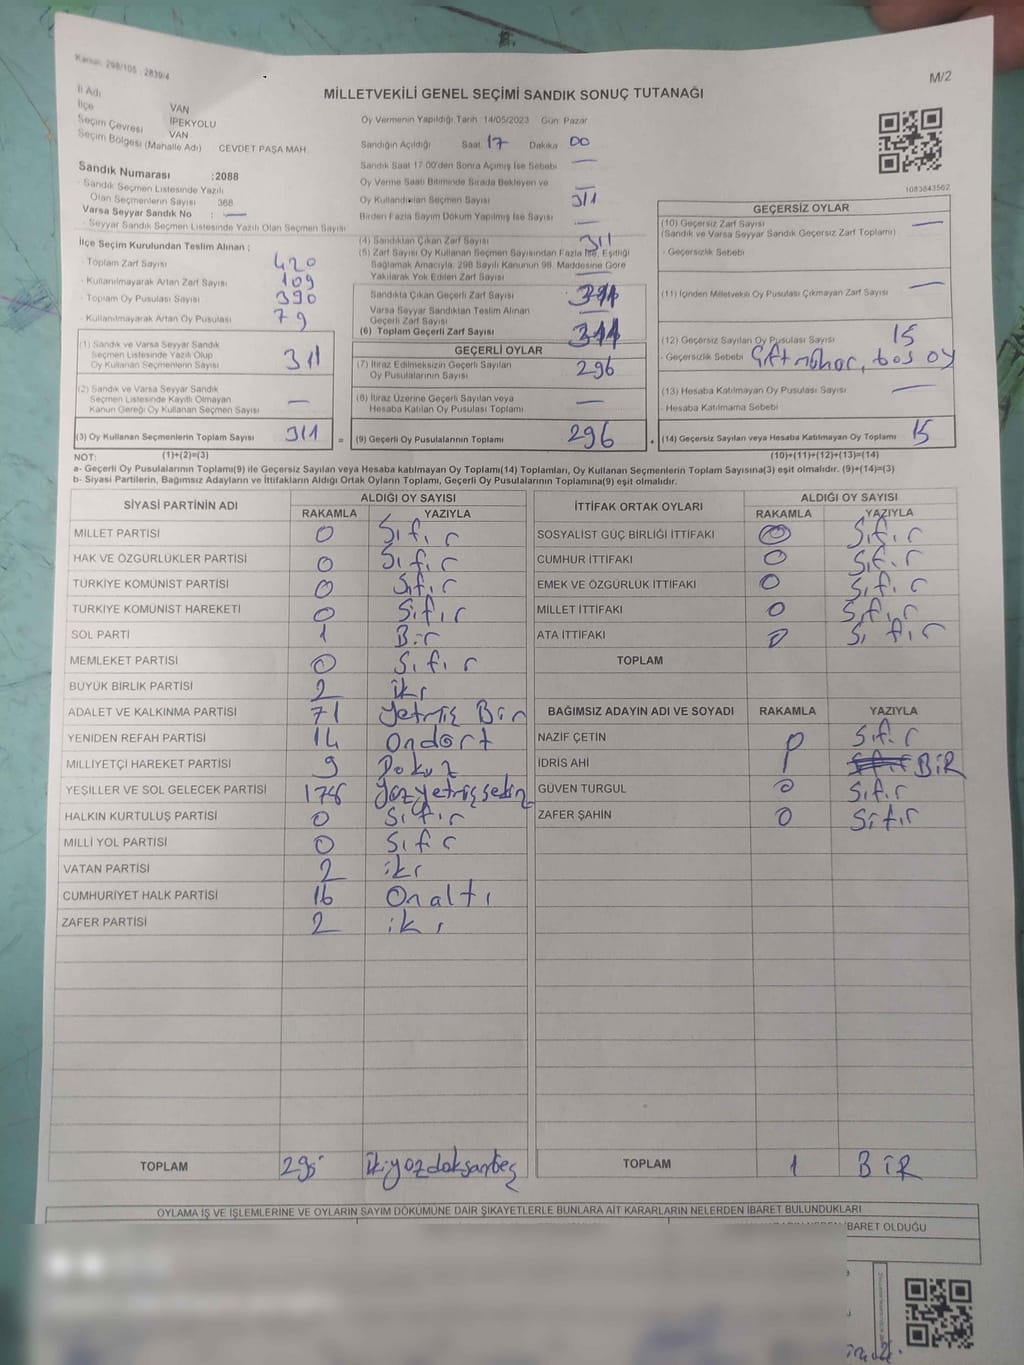 Kanun: 298/105 : 2839/4
M/2
MİLLETVEKİLİ GENEL SEÇİMİ SANDIK SONUÇ TUTANAĞI
İl Adı VAN
İlçe İPEKYOLU
Seçim Çevresi VAN
Seçim Bölgesi (Mahalle Adı) CEVDET PAŞA MAH.
Sandık Numarası :2088
- Sandık Seçmen Listesinde Yazılı
Olan Seçmenlerin Sayısı 368
Varsa Seyyar Sandık No : —
- Seyyar Sandık Seçmen Listesinde Yazılı Olan Seçmen Sayısı
Oy Vermenin Yapıldığı Tarih 14/05/2023 Gün Pazar
Sandığın Açıldığı Saat 17 Dakika 00
Sandık Saat 17 00'den Sonra Açımış İse Sebebi —
Oy Verme Saati Bitiminde Sırada Bekleyen ve —
Oy Kullandırılan Seçmen Sayısı 311
Birden Fazla Sayım Döküm Yapılmış İse Sayısı —
1083843562
İlçe Seçim Kurulundan Teslim Alınan ;
- Toplam Zarf Sayısı 420
- Kullanılmayarak Artan Zarf Sayısı 109
- Toplam Oy Pusulası Sayısı 390
- Kullanılmayarak Artan Oy Pusulası 79
(4) Sandıktan Çıkan Zarf Sayısı 311
(5) Zarf Sayısı Oy Kullanan Seçmen Sayısından Fazla İse, Eşitliği
Bağlamak Amacıyla, 298 Sayılı Kanunun 98. Maddesine Göre
Yakılarak Yok Edilen Zarf Sayısı —
Sandıkta Çıkan Geçerli Zarf Sayısı 311
Varsa Seyyar Sandıktan Teslim Alınan
Geçerli Zarf Sayısı —
(6) Toplam Geçerli Zarf Sayısı 311
GEÇERSİZ OYLAR
(10) Geçersiz Zarf Sayısı —
(Sandık ve Varsa Seyyar Sandık Geçersiz Zarf Toplamı)
- Geçersizlik Sebebi
(11) İçinden Milletvekili Oy Pusulası Çıkmayan Zarf Sayısı —
(12) Geçersiz Sayılan Oy Pusulası Sayısı 15
- Geçersizlik Sebebi Çift mühür, boş oy
(13) Hesaba Katılmayan Oy Pusulası Sayısı —
- Hesaba Katılmama Sebebi
(14) Geçersiz Sayılan veya Hesaba Katılmayan Oy Toplamı 15
(10)+(11)+(12)+(13)=(14)
(1) Sandık ve Varsa Seyyar Sandık
Seçmen Listesinde Yazılı Olup
Oy Kullanan Seçmenlerin Sayısı 311
(2) Sandık ve Varsa Seyyar Sandık
Seçmen Listesinde Kayıtlı Olmayan
Kanun Gereği Oy Kullanan Seçmen Sayısı —
(3) Oy Kullanan Seçmenlerin Toplam Sayısı 311 =
(1)+(2)=(3)
GEÇERLİ OYLAR
(7) İtiraz Edilmeksizin Geçerli Sayılan
Oy Pusulalarının Sayısı 296
(8) İtiraz Üzerine Geçerli Sayılan veya
Hesaba Katılan Oy Pusulası Toplamı —
(9) Geçerli Oy Pusulalarının Toplamı 296 +
NOT:
a- Geçerli Oy Pusulalarının Toplamı(9) ile Geçersiz Sayılan veya Hesaba katılmayan Oy Toplamı(14) Toplamları, Oy Kullanan Seçmenlerin Toplam Sayısına(3) eşit olmalıdır. (9)+(14)=(3)
b- Siyasi Partilerin, Bağımsız Adayların ve İttifakların Aldığı Ortak Oyların Toplamı, Geçerli Oy Pusulalarının Toplamına(9) eşit olmalıdır.
SİYASİ PARTİNİN ADI ALDIĞI OY SAYISI
RAKAMLA YAZIYLA
MİLLET PARTİSİ 0 Sıfır
HAK VE ÖZGÜRLÜKLER PARTİSİ 0 Sıfır
TÜRKİYE KOMÜNİST PARTİSİ 0 Sıfır
TÜRKİYE KOMÜNİST HAREKETİ 0 Sıfır
SOL PARTİ 1 Bir
MEMLEKET PARTİSİ 0 Sıfır
BÜYÜK BİRLİK PARTİSİ 2 iki
ADALET VE KALKINMA PARTİSİ 71 Yetmiş Bir
YENİDEN REFAH PARTİSİ 14 Ondört
MİLLİYETÇİ HAREKET PARTİSİ 9 Dokuz
YEŞİLLER VE SOL GELECEK PARTİSİ 178 Yüzyetmişsekiz
HALKIN KURTULUŞ PARTİSİ 0 Sıfır
MİLLİ YOL PARTİSİ 0 Sıfır
VATAN PARTİSİ 2 iki
CUMHURİYET HALK PARTİSİ 16 Onaltı
ZAFER PARTİSİ 2 iki
TOPLAM 295 ikiyüzdoksanbeş
İTTİFAK ORTAK OYLARI ALDIĞI OY SAYISI
RAKAMLA YAZIYLA
SOSYALİST GÜÇ BİRLİĞİ İTTİFAKI 0 Sıfır
CUMHUR İTTİFAKI 0 Sıfır
EMEK VE ÖZGÜRLÜK İTTİFAKI 0 Sıfır
MİLLET İTTİFAKI 0 Sıfır
ATA İTTİFAKI 0 Sıfır
TOPLAM
BAĞIMSIZ ADAYIN ADI VE SOYADI RAKAMLA YAZIYLA
NAZİF ÇETİN 0 Sıfır
İDRİS AHİ 1 BİR
GÜVEN TURGUL 0 Sıfır
ZAFER ŞAHİN 0 Sıfır
TOPLAM 1 BİR
OYLAMA İŞ VE İŞLEMLERİNE VE OYLARIN SAYIM DÖKÜMÜNE DAİR ŞİKAYETLERLE BUNLARA AİT KARARLARIN NELERDEN İBARET BULUNDUKLARI
İBARET OLDUĞU